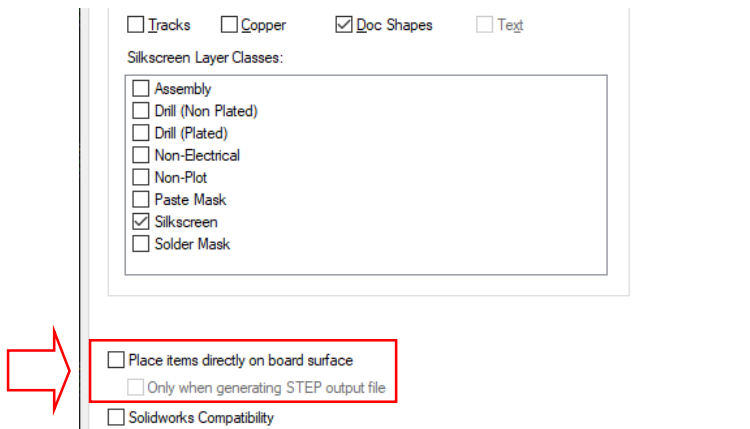 Tracks Copper Doc Shapes Text
Silkscreen Layer Classes:
Assembly
Drill (Non Plated)
Drill (Plated)
Non-Electrical
Non-Plot
Paste Mask
Silkscreen
Solder Mask
Place items directly on board surface
Only when generating STEP output file
Solidworks Compatibility